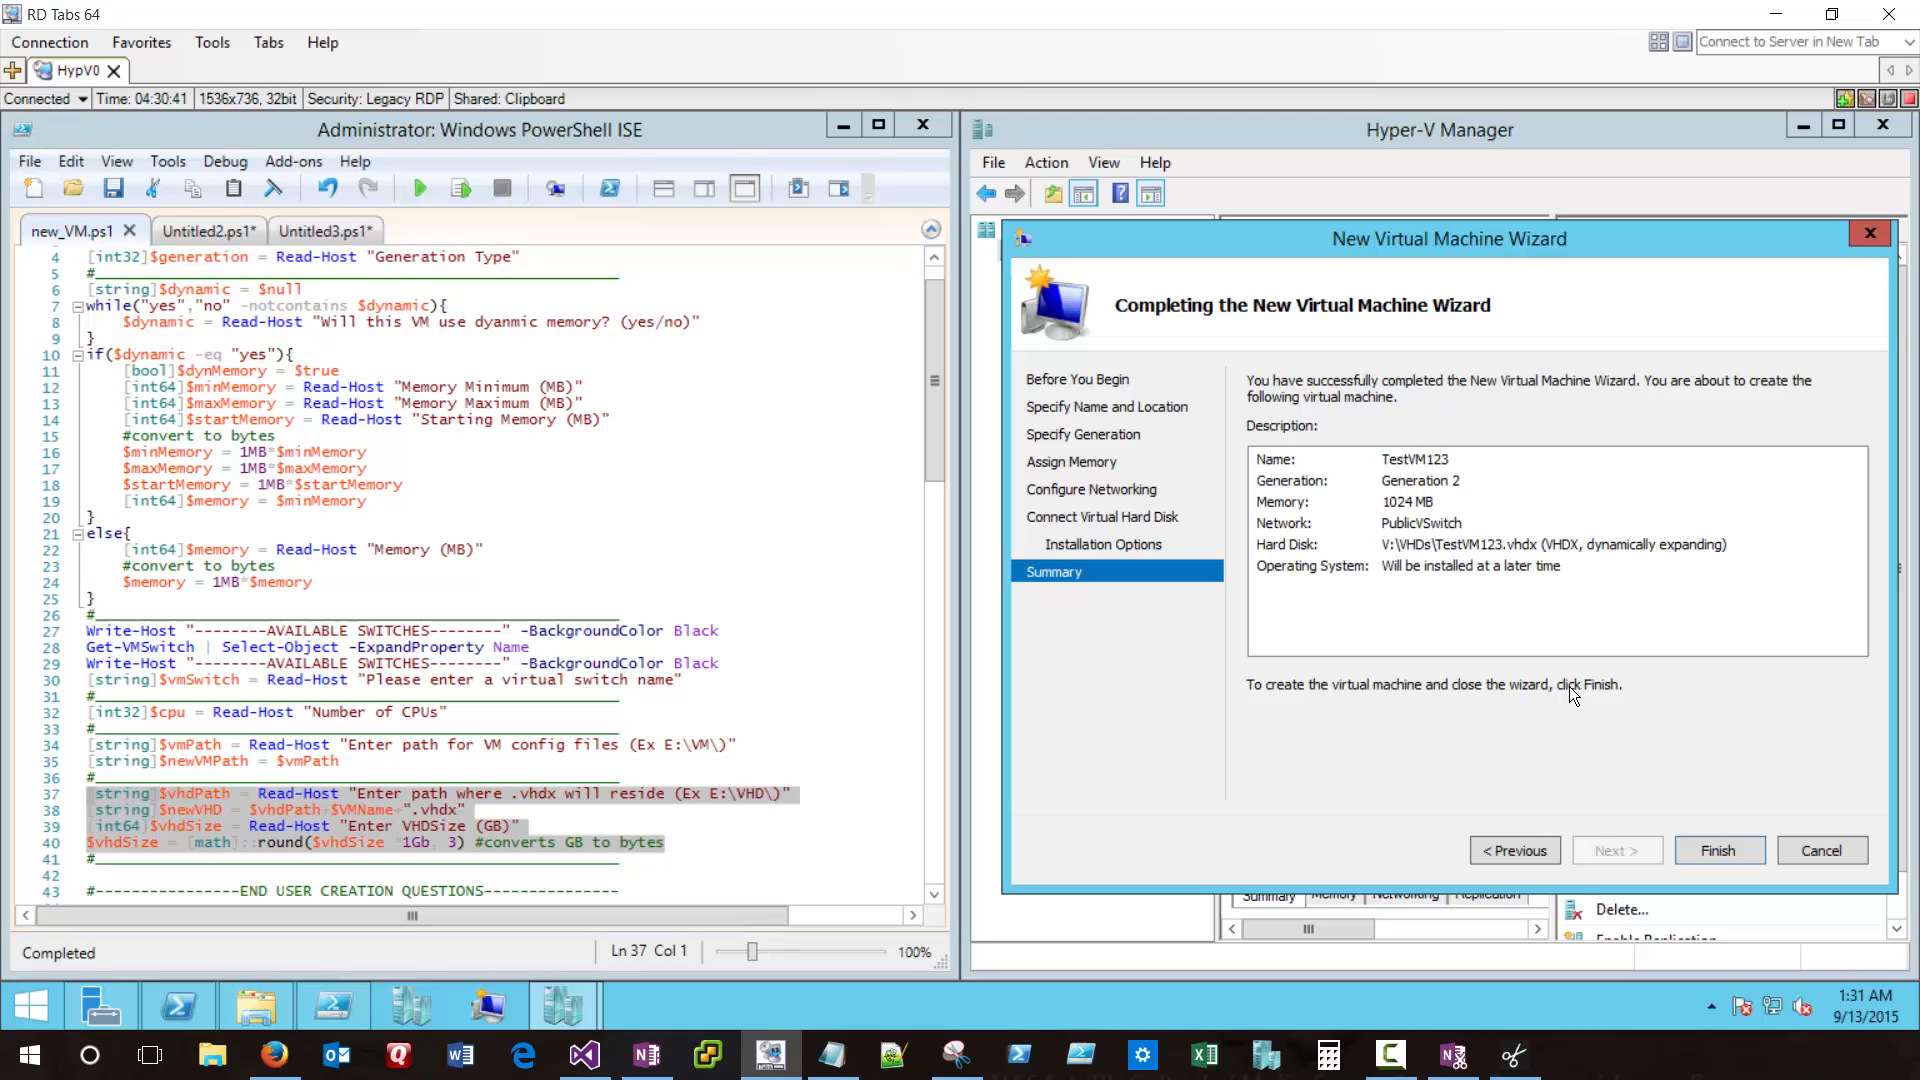 RD Tabs 64
Connection Favorites Tools Tabs Help
Connect to Server in New Tab
HypV0
Connected Time: 04:30:41 1536x736, 32bit Security: Legacy RDP Shared: Clipboard
Administrator: Windows PowerShell ISE
File Edit View Tools Debug Add-ons Help
new_VM.ps1 Untitled2.ps1* Untitled3.ps1*
4 [int32]$generation = Read-Host "Generation Type"
5 #__________________________________________________
6 [string]$dynamic = $null
7 while("yes","no" -notcontains $dynamic){
8 $dynamic = Read-Host "Will this VM use dyanmic memory? (yes/no)"
9 }
10 if($dynamic -eq "yes"){
11 [bool]$dynMemory = $true
12 [int64]$minMemory = Read-Host "Memory Minimum (MB)"
13 [int64]$maxMemory = Read-Host "Memory Maximum (MB)"
14 [int64]$startMemory = Read-Host "Starting Memory (MB)"
15 #convert to bytes
16 $minMemory = 1MB*$minMemory
17 $maxMemory = 1MB*$maxMemory
18 $startMemory = 1MB*$startMemory
19 [int64]$memory = $minMemory
20 }
21 else{
22 [int64]$memory = Read-Host "Memory (MB)"
23 #convert to bytes
24 $memory = 1MB*$memory
25 }
26 #__________________________________________________
27 Write-Host "--------AVAILABLE SWITCHES--------" -BackgroundColor Black
28 Get-VMSwitch | Select-Object -ExpandProperty Name
29 Write-Host "--------AVAILABLE SWITCHES--------" -BackgroundColor Black
30 [string]$vmSwitch = Read-Host "Please enter a virtual switch name"
31 #__________________________________________________
32 [int32]$cpu = Read-Host "Number of CPUs"
33 #__________________________________________________
34 [string]$vmPath = Read-Host "Enter path for VM config files (Ex E:\VM\)"
35 [string]$newVMPath = $vmPath
36 #__________________________________________________
37 [string]$vhdPath = Read-Host "Enter path where .vhdx will reside (Ex E:\VHD\)"
38 [string]$newVHD = $vhdPath+$VMName+".vhdx"
39 [int64]$vhdSize = Read-Host "Enter VHDSize (GB)"
40 $vhdSize = [math]::round($vhdSize *1Gb, 3) #converts GB to bytes
41 #__________________________________________________
42
43 #----------------END USER CREATION QUESTIONS---------------
Completed Ln 37 Col 1 100%
Hyper-V Manager
File Action View Help
New Virtual Machine Wizard
Completing the New Virtual Machine Wizard
Before You Begin
Specify Name and Location
Specify Generation
Assign Memory
Configure Networking
Connect Virtual Hard Disk
Installation Options
Summary
You have successfully completed the New Virtual Machine Wizard. You are about to create the
following virtual machine.
Description:
Name: TestVM123
Generation: Generation 2
Memory: 1024 MB
Network: PublicVSwitch
Hard Disk: V:\VHDs\TestVM123.vhdx (VHDX, dynamically expanding)
Operating System: Will be installed at a later time
To create the virtual machine and close the wizard, click Finish.
< Previous Next > Finish Cancel
Summary Memory Networking Replication
Delete...
Enable Replication...
1:31 AM
9/13/2015